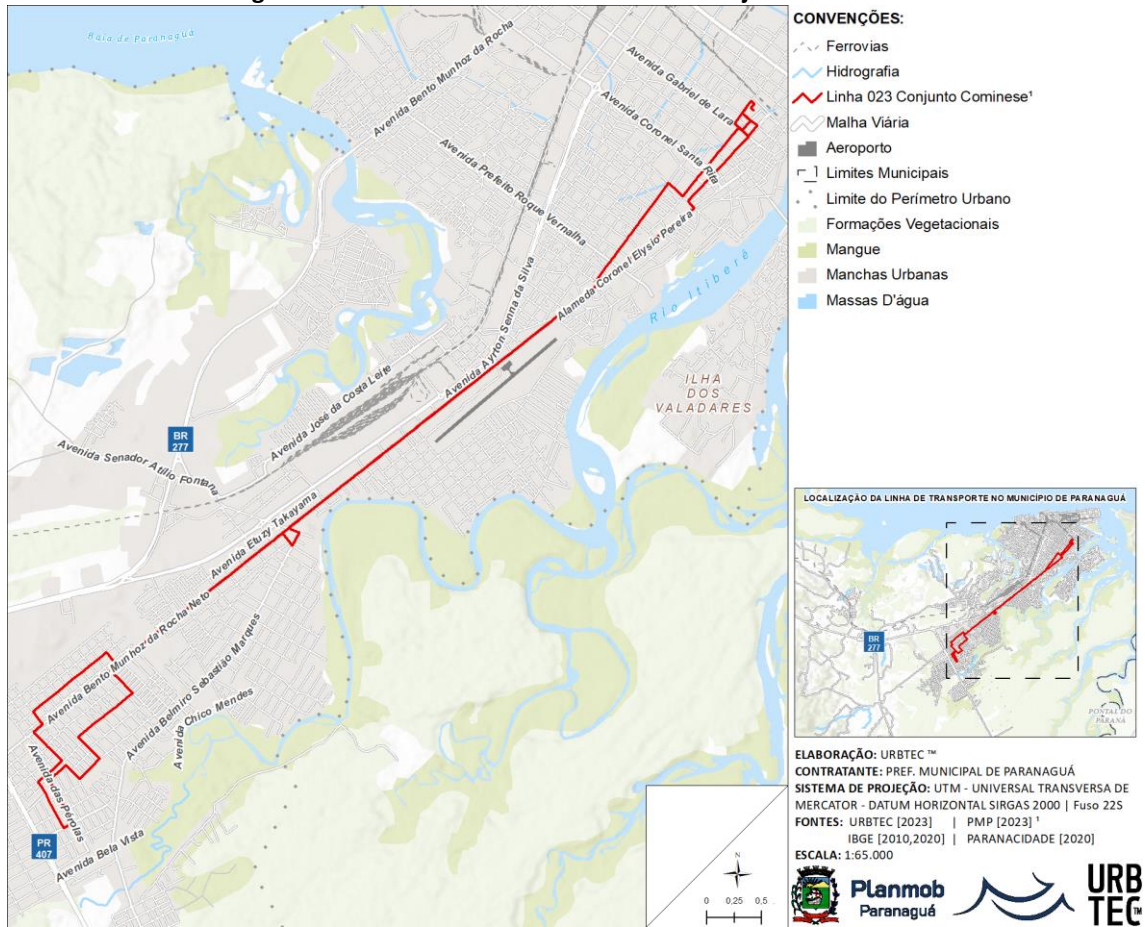 CONVENÇÕES:
Ferrovias
Hidrografia
Linha 023 Conjunto Cominese¹
Malha Viária
Aeroporto
Limites Municipais
Limite do Perímetro Urbano
Formações Vegetacionais
Mangue
Manchas Urbanas
Massas D'água
Baía de Paranaguá
Avenida Bento Munhoz da Rocha
Avenida Gabriel de Lara
Avenida Coronel Santa Rita
Avenida Prefeito Roque Vernalha
Alameda Coronel Elysio Pereira
Rio Itiberê
Avenida Ayrton Senna da Silva
ILHA
DOS
VALADARES
Avenida José da Costa Leite
BR
277
Avenida Senador Atílio Fontana
Avenida Etuzy Takayama
Avenida Bento Munhoz da Rocha Neto
Avenida Belmiro Sebastião Marques
Avenida Chico Mendes
Avenida das Pérolas
PR
407
Avenida Bela Vista
N
0 0,25 0,5
LOCALIZAÇÃO DA LINHA DE TRANSPORTE NO MUNICÍPIO DE PARANAGUÁ
BR
277
PONTAL DO
PARANÁ
ELABORAÇÃO: URBTEC ™
CONTRATANTE: PREF. MUNICIPAL DE PARANAGUÁ
SISTEMA DE PROJEÇÃO: UTM - UNIVERSAL TRANSVERSA DE
MERCATOR - DATUM HORIZONTAL SIRGAS 2000 | Fuso 22S
FONTES: URBTEC [2023] | PMP [2023] ¹
IBGE [2010,2020] | PARANACIDADE [2020]
ESCALA: 1:65.000
Planmob
Paranaguá
URB
TEC™